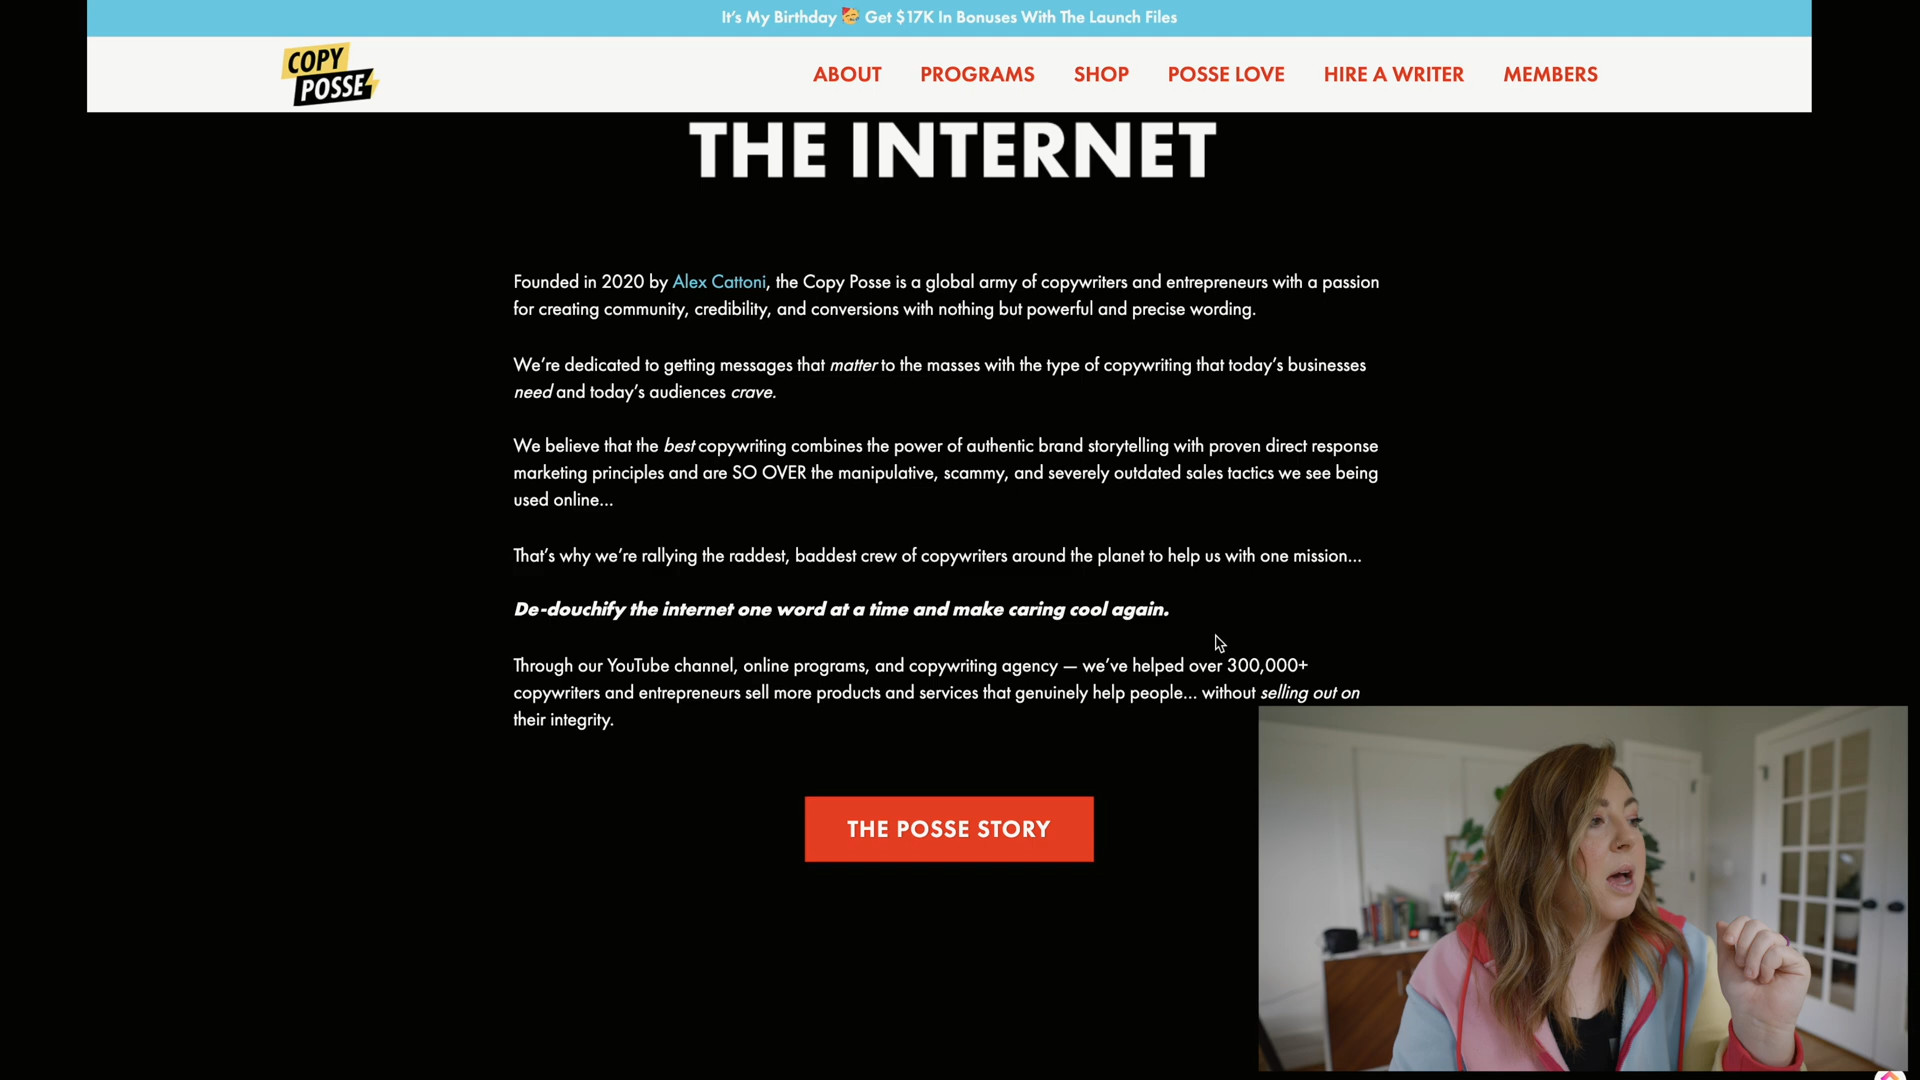 It's My Birthday 🥳 Get $17K In Bonuses With The Launch Files
COPY
POSSE
ABOUT PROGRAMS SHOP POSSE LOVE HIRE A WRITER MEMBERS
THE INTERNET
Founded in 2020 by Alex Cattoni, the Copy Posse is a global army of copywriters and entrepreneurs with a passion
for creating community, credibility, and conversions with nothing but powerful and precise wording.
We're dedicated to getting messages that matter to the masses with the type of copywriting that today's businesses
need and today's audiences crave.
We believe that the best copywriting combines the power of authentic brand storytelling with proven direct response
marketing principles and are SO OVER the manipulative, scammy, and severely outdated sales tactics we see being
used online...
That's why we're rallying the raddest, baddest crew of copywriters around the planet to help us with one mission...
De-douchify the internet one word at a time and make caring cool again.
Through our YouTube channel, online programs, and copywriting agency — we've helped over 300,000+
copywriters and entrepreneurs sell more products and services that genuinely help people... without selling out on
their integrity.
THE POSSE STORY